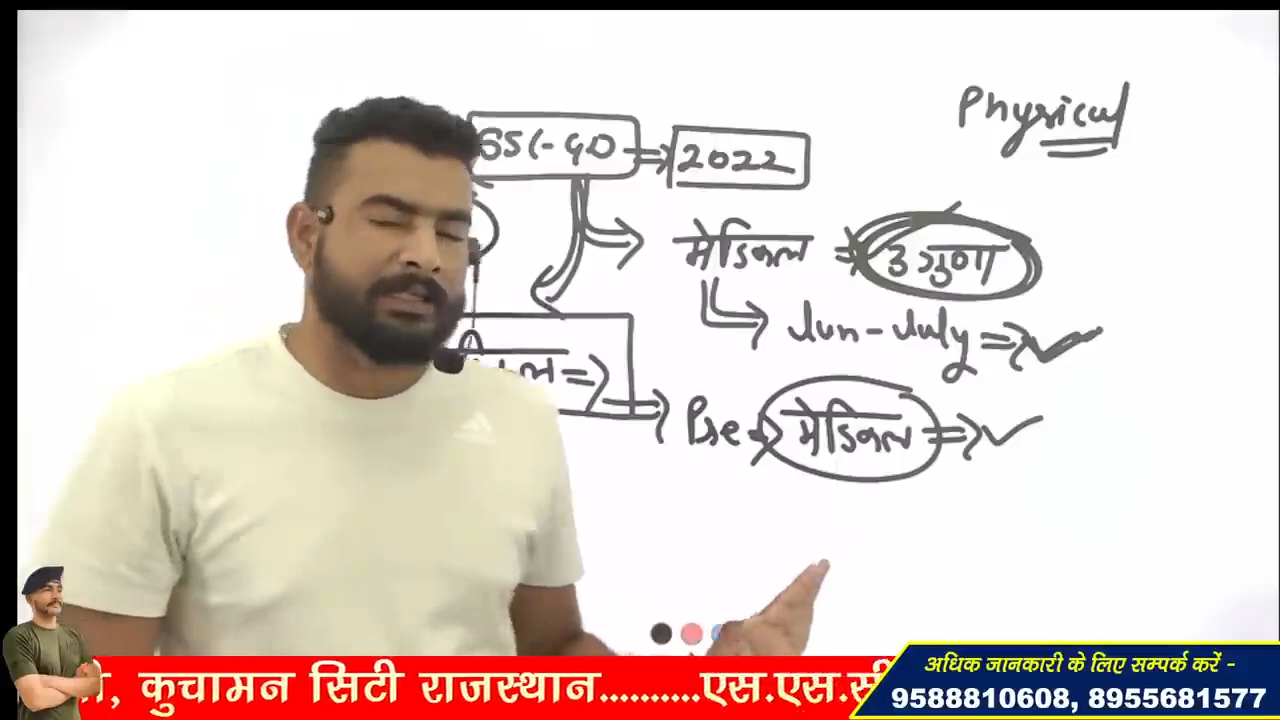 Physical
SSC-GD => 2022
मेडिकल => 3 गुना
Jun-July =>
Pre मेडिकल =>
कुचामन सिटी राजस्थान..........एस.एस.सी
अधिक जानकारी के लिए सम्पर्क करें -
9588810608, 8955681577